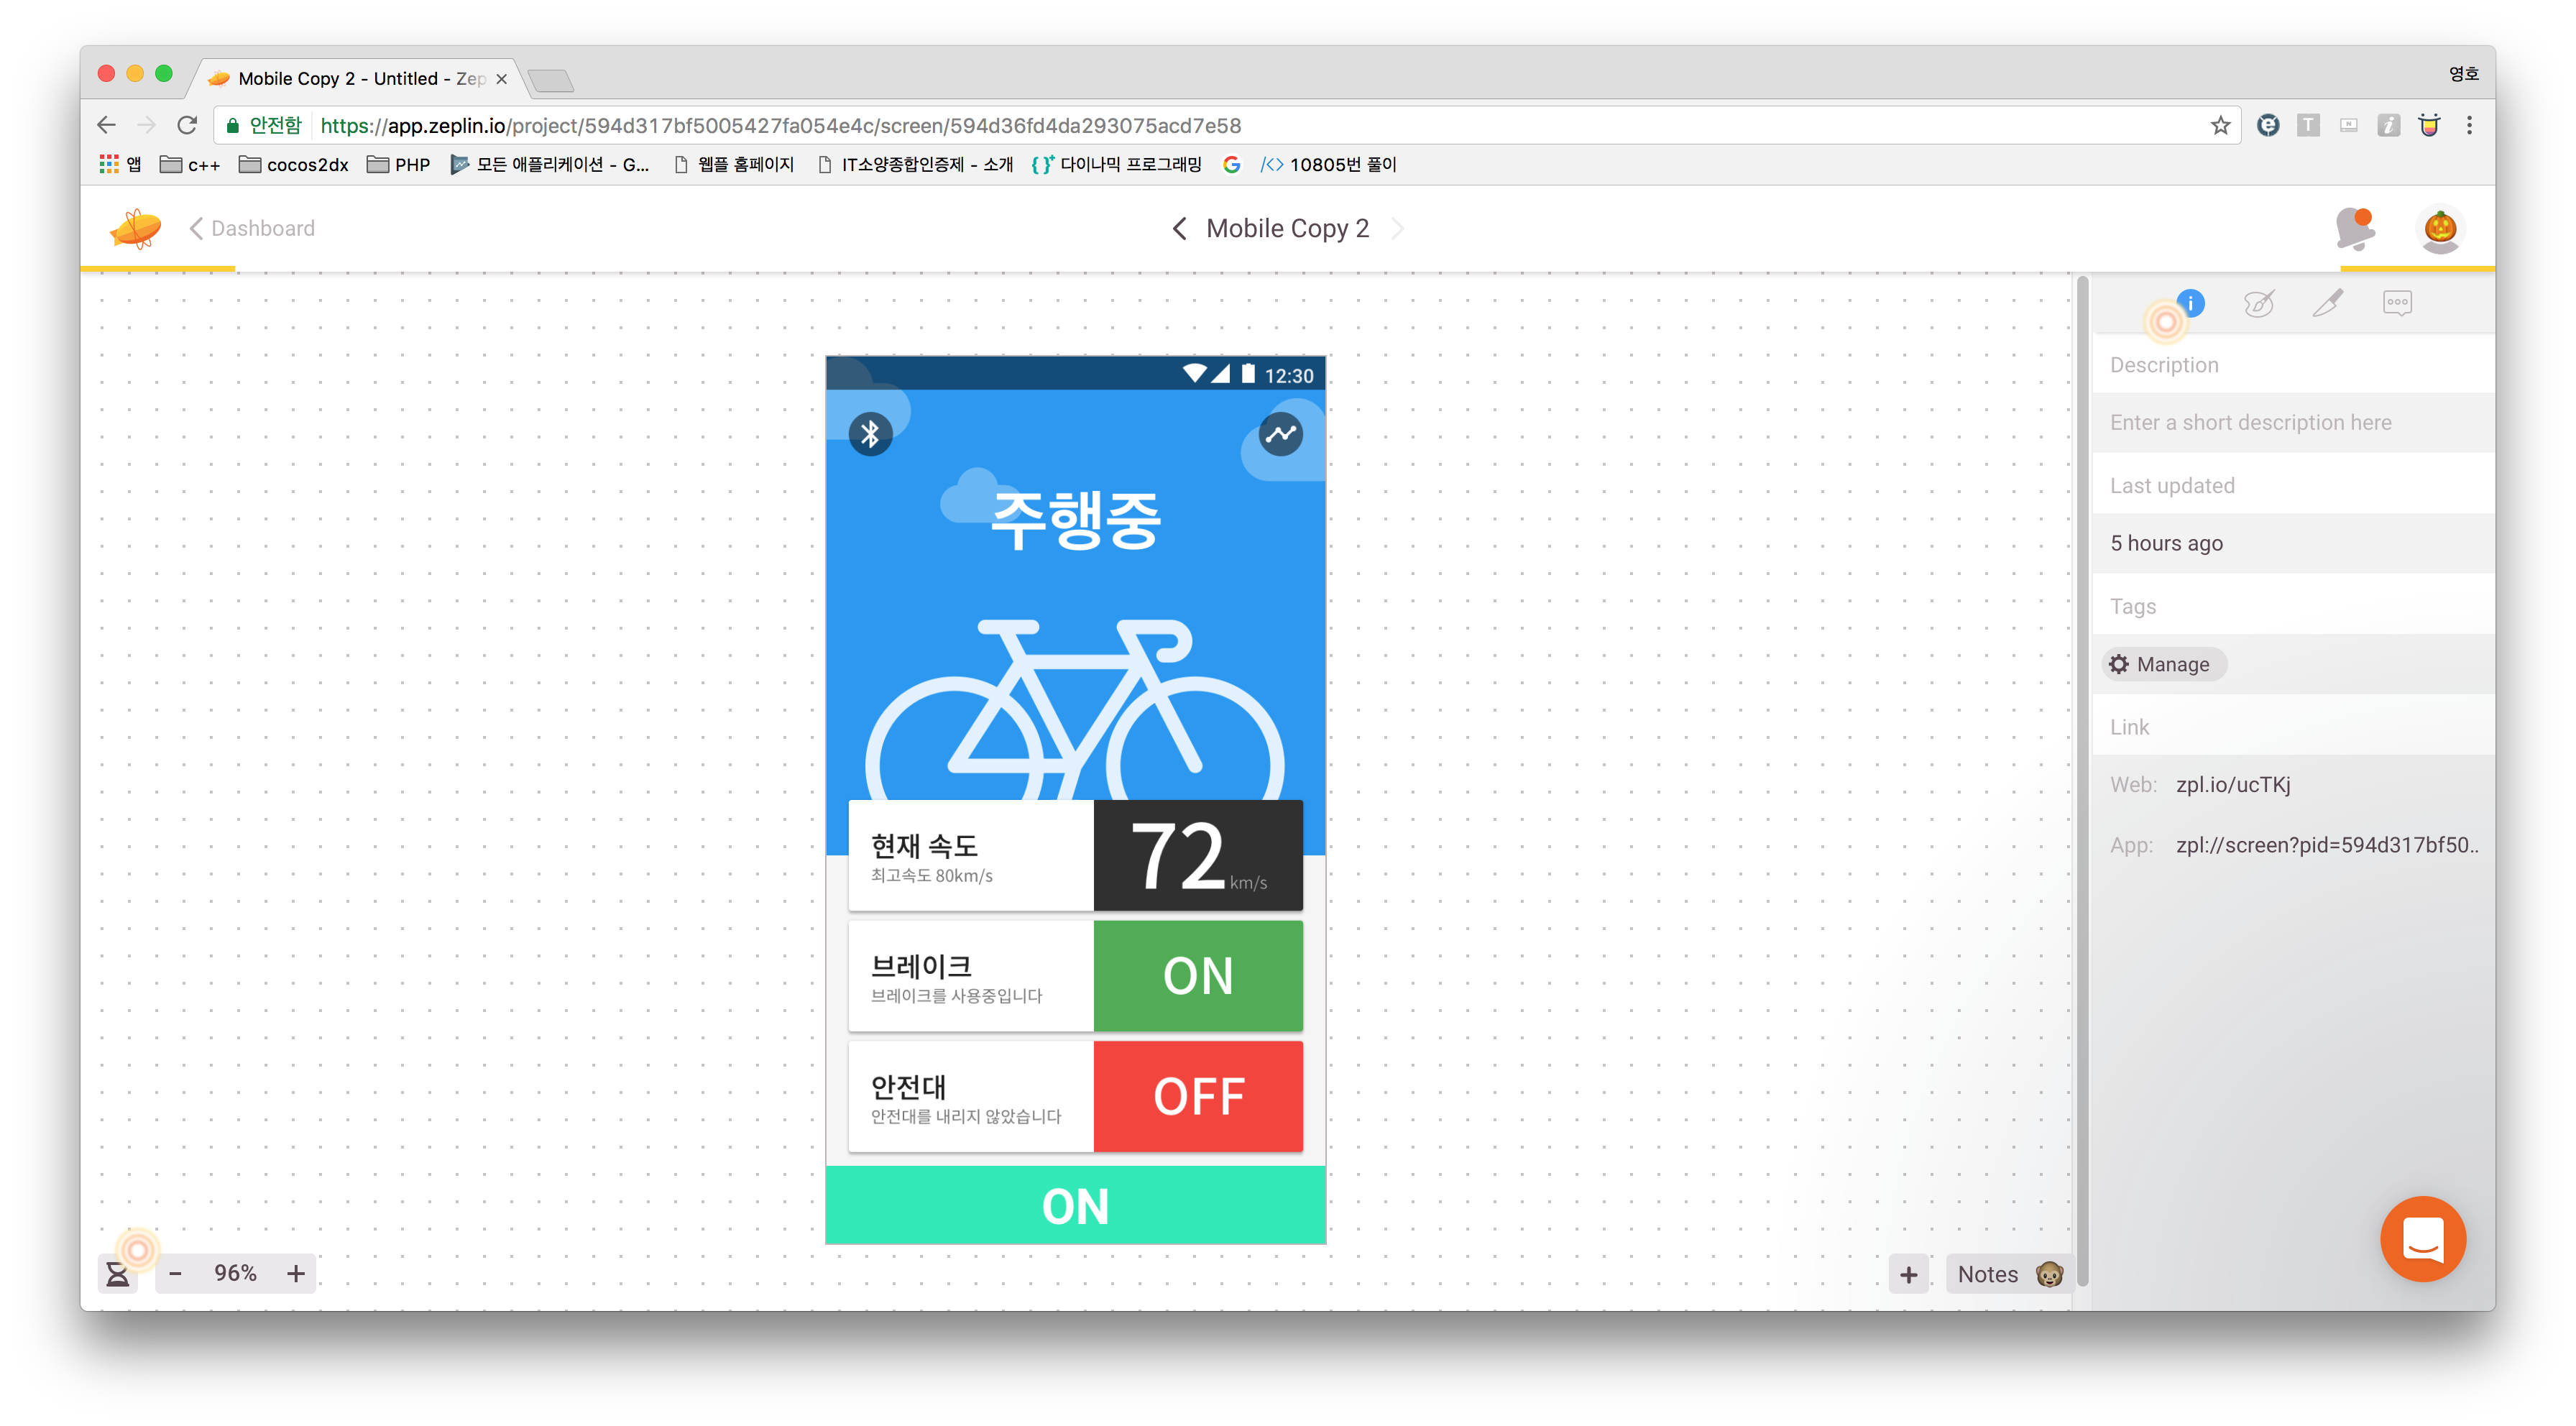 Mobile Copy 2 - Untitled - Zep
영호
안전함 https://app.zeplin.io/project/594d317bf5005427fa054e4c/screen/594d36fd4da293075acd7e58
앱 c++ cocos2dx PHP 모든 애플리케이션 - G... 웹플 홈페이지 IT소양종합인증제 - 소개 다이나믹 프로그래밍 10805번 풀이
Dashboard
Mobile Copy 2
12:30
주행중
현재 속도
최고속도 80km/s
72 km/s
브레이크
브레이크를 사용중입니다
ON
안전대
안전대를 내리지 않았습니다
OFF
ON
96%
Notes
Description
Enter a short description here
Last updated
5 hours ago
Tags
Manage
Link
Web: zpl.io/ucTKj
App: zpl://screen?pid=594d317bf50..